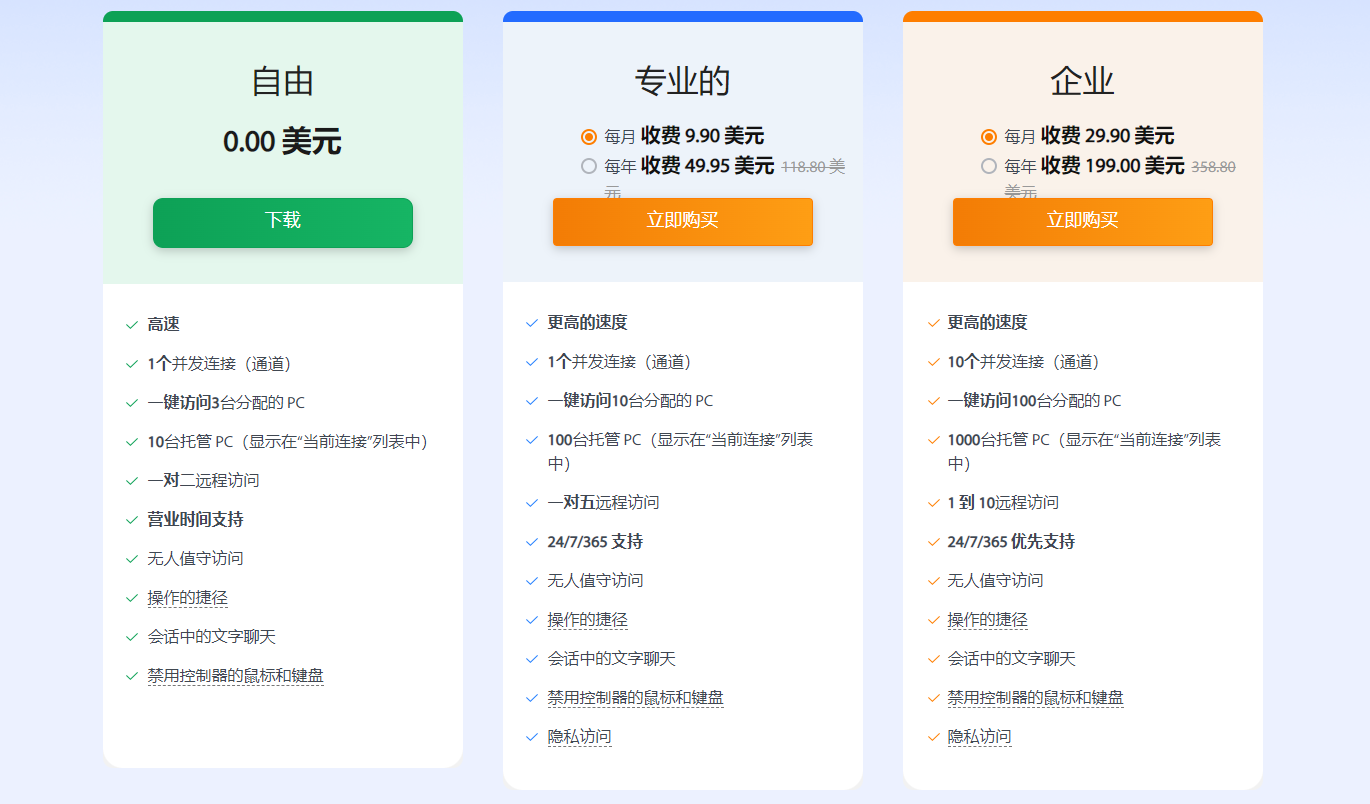 自由
0.00 美元
下载
高速
1个并发连接（通道）
一键访问3台分配的 PC
10台托管 PC（显示在“当前连接”列表中）
一对二远程访问
营业时间支持
无人值守访问
操作的捷径
会话中的文字聊天
禁用控制器的鼠标和键盘
专业的
每月 收费 9.90 美元
每年 收费 49.95 美元 118.80 美
元
立即购买
更高的速度
1个并发连接（通道）
一键访问10台分配的 PC
100台托管 PC（显示在“当前连接”列表
中）
一对五远程访问
24/7/365 支持
无人值守访问
操作的捷径
会话中的文字聊天
禁用控制器的鼠标和键盘
隐私访问
企业
每月 收费 29.90 美元
每年 收费 199.00 美元 358.80
美元
立即购买
更高的速度
10个并发连接（通道）
一键访问100台分配的 PC
1000台托管 PC（显示在“当前连接”列表
中）
1 到 10远程访问
24/7/365 优先支持
无人值守访问
操作的捷径
会话中的文字聊天
禁用控制器的鼠标和键盘
隐私访问